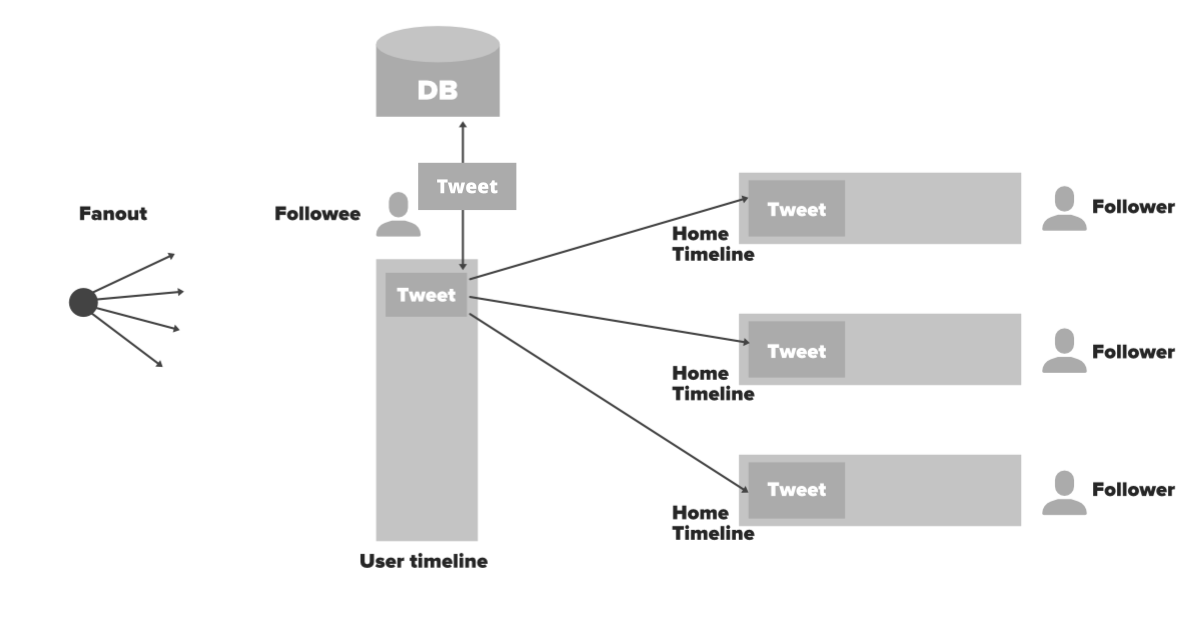 DB
Tweet
Fanout
Followee
Tweet
User timeline
Tweet
Home
Timeline
Follower
Tweet
Home
Timeline
Follower
Tweet
Home
Timeline
Follower